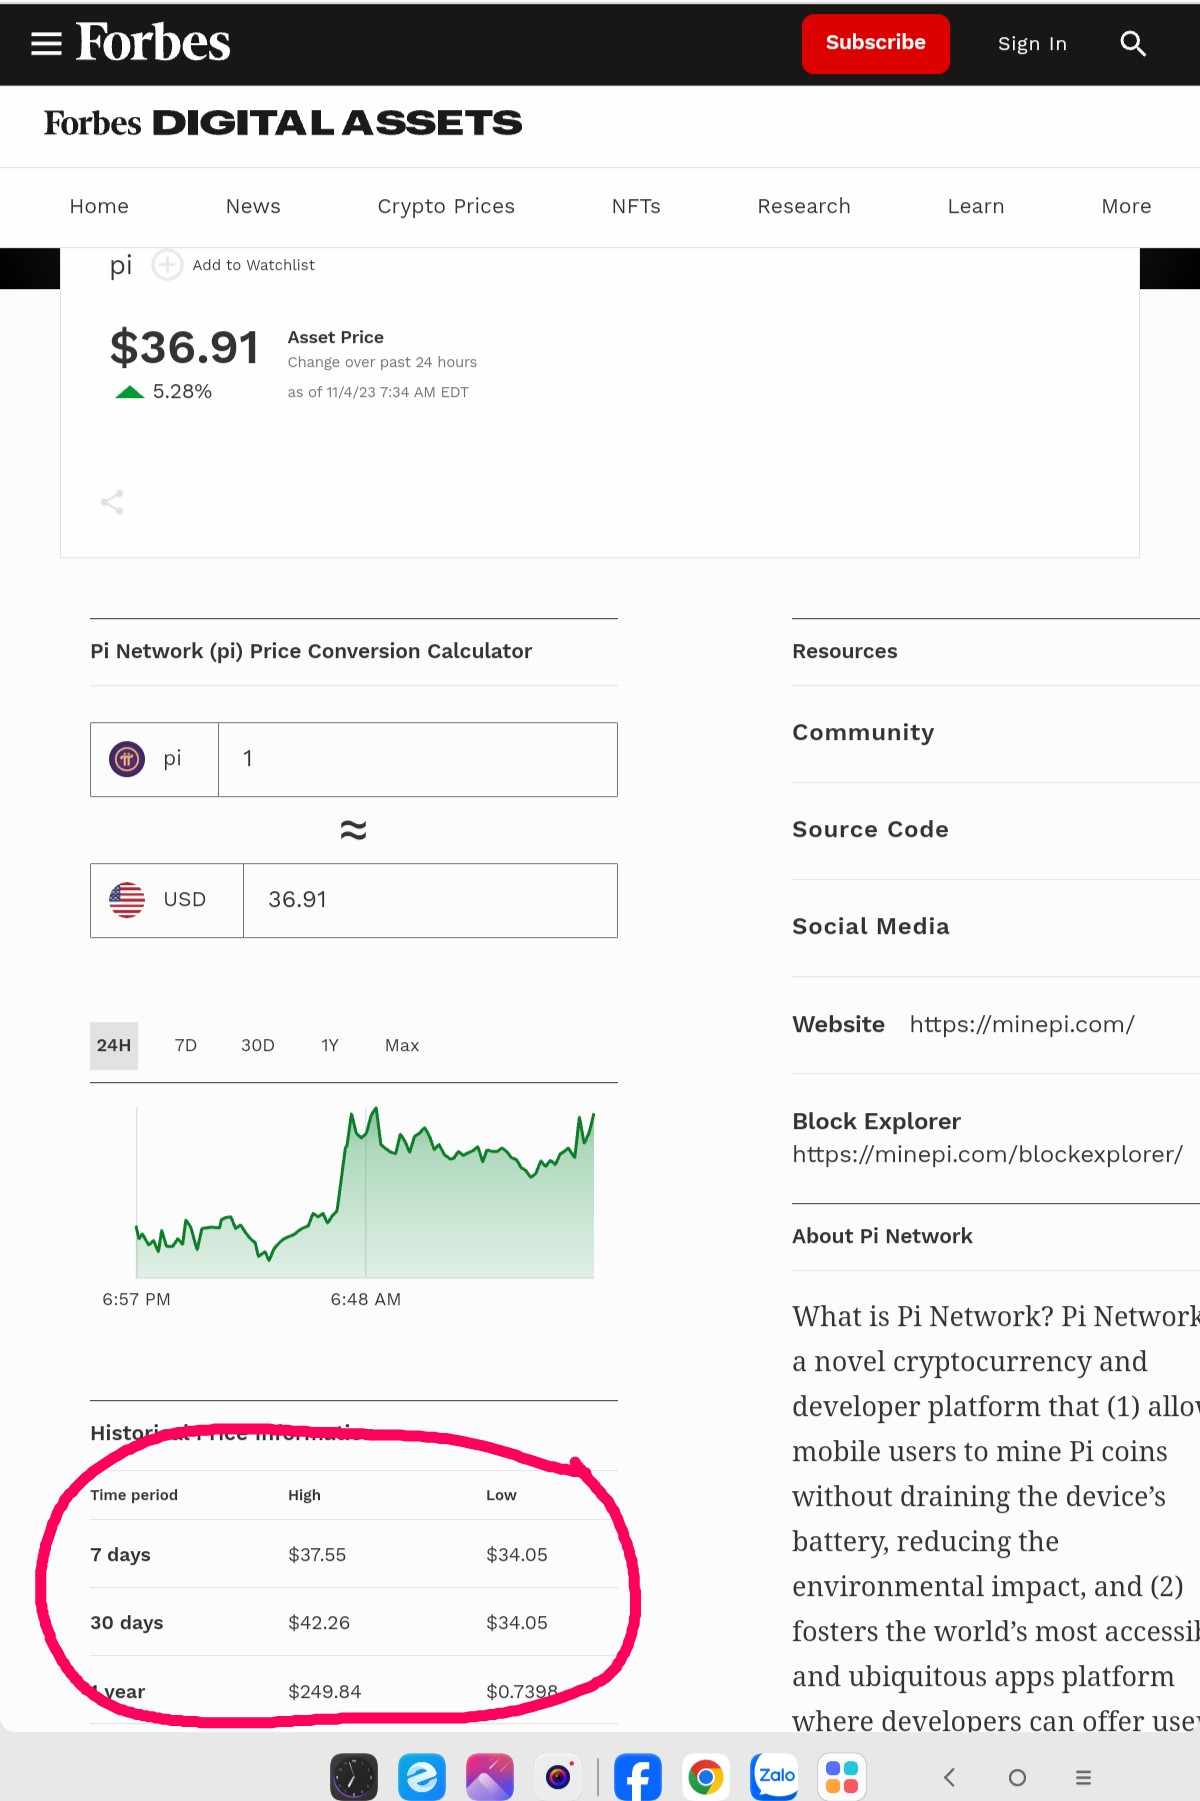 Forbes
Subscribe
Sign In
Forbes DIGITAL ASSETS
Home News Crypto Prices NFTs Research Learn More
pi Add to Watchlist
$36.91
5.28%
Asset Price
Change over past 24 hours
as of 11/4/23 7:34 AM EDT
Pi Network (pi) Price Conversion Calculator
pi 1
≈
USD 36.91
24H 7D 30D 1Y Max
6:57 PM 6:48 AM
Historical Price Information
Time period High Low
7 days $37.55 $34.05
30 days $42.26 $34.05
1 year $249.84 $0.7398
Resources
Community
Source Code
Social Media
Website https://minepi.com/
Block Explorer
https://minepi.com/blockexplorer/
About Pi Network
What is Pi Network? Pi Network
a novel cryptocurrency and
developer platform that (1) allo
mobile users to mine Pi coins
without draining the device’s
battery, reducing the
environmental impact, and (2)
fosters the world’s most accessi
and ubiquitous apps platform
where developers can offer use
Zalo